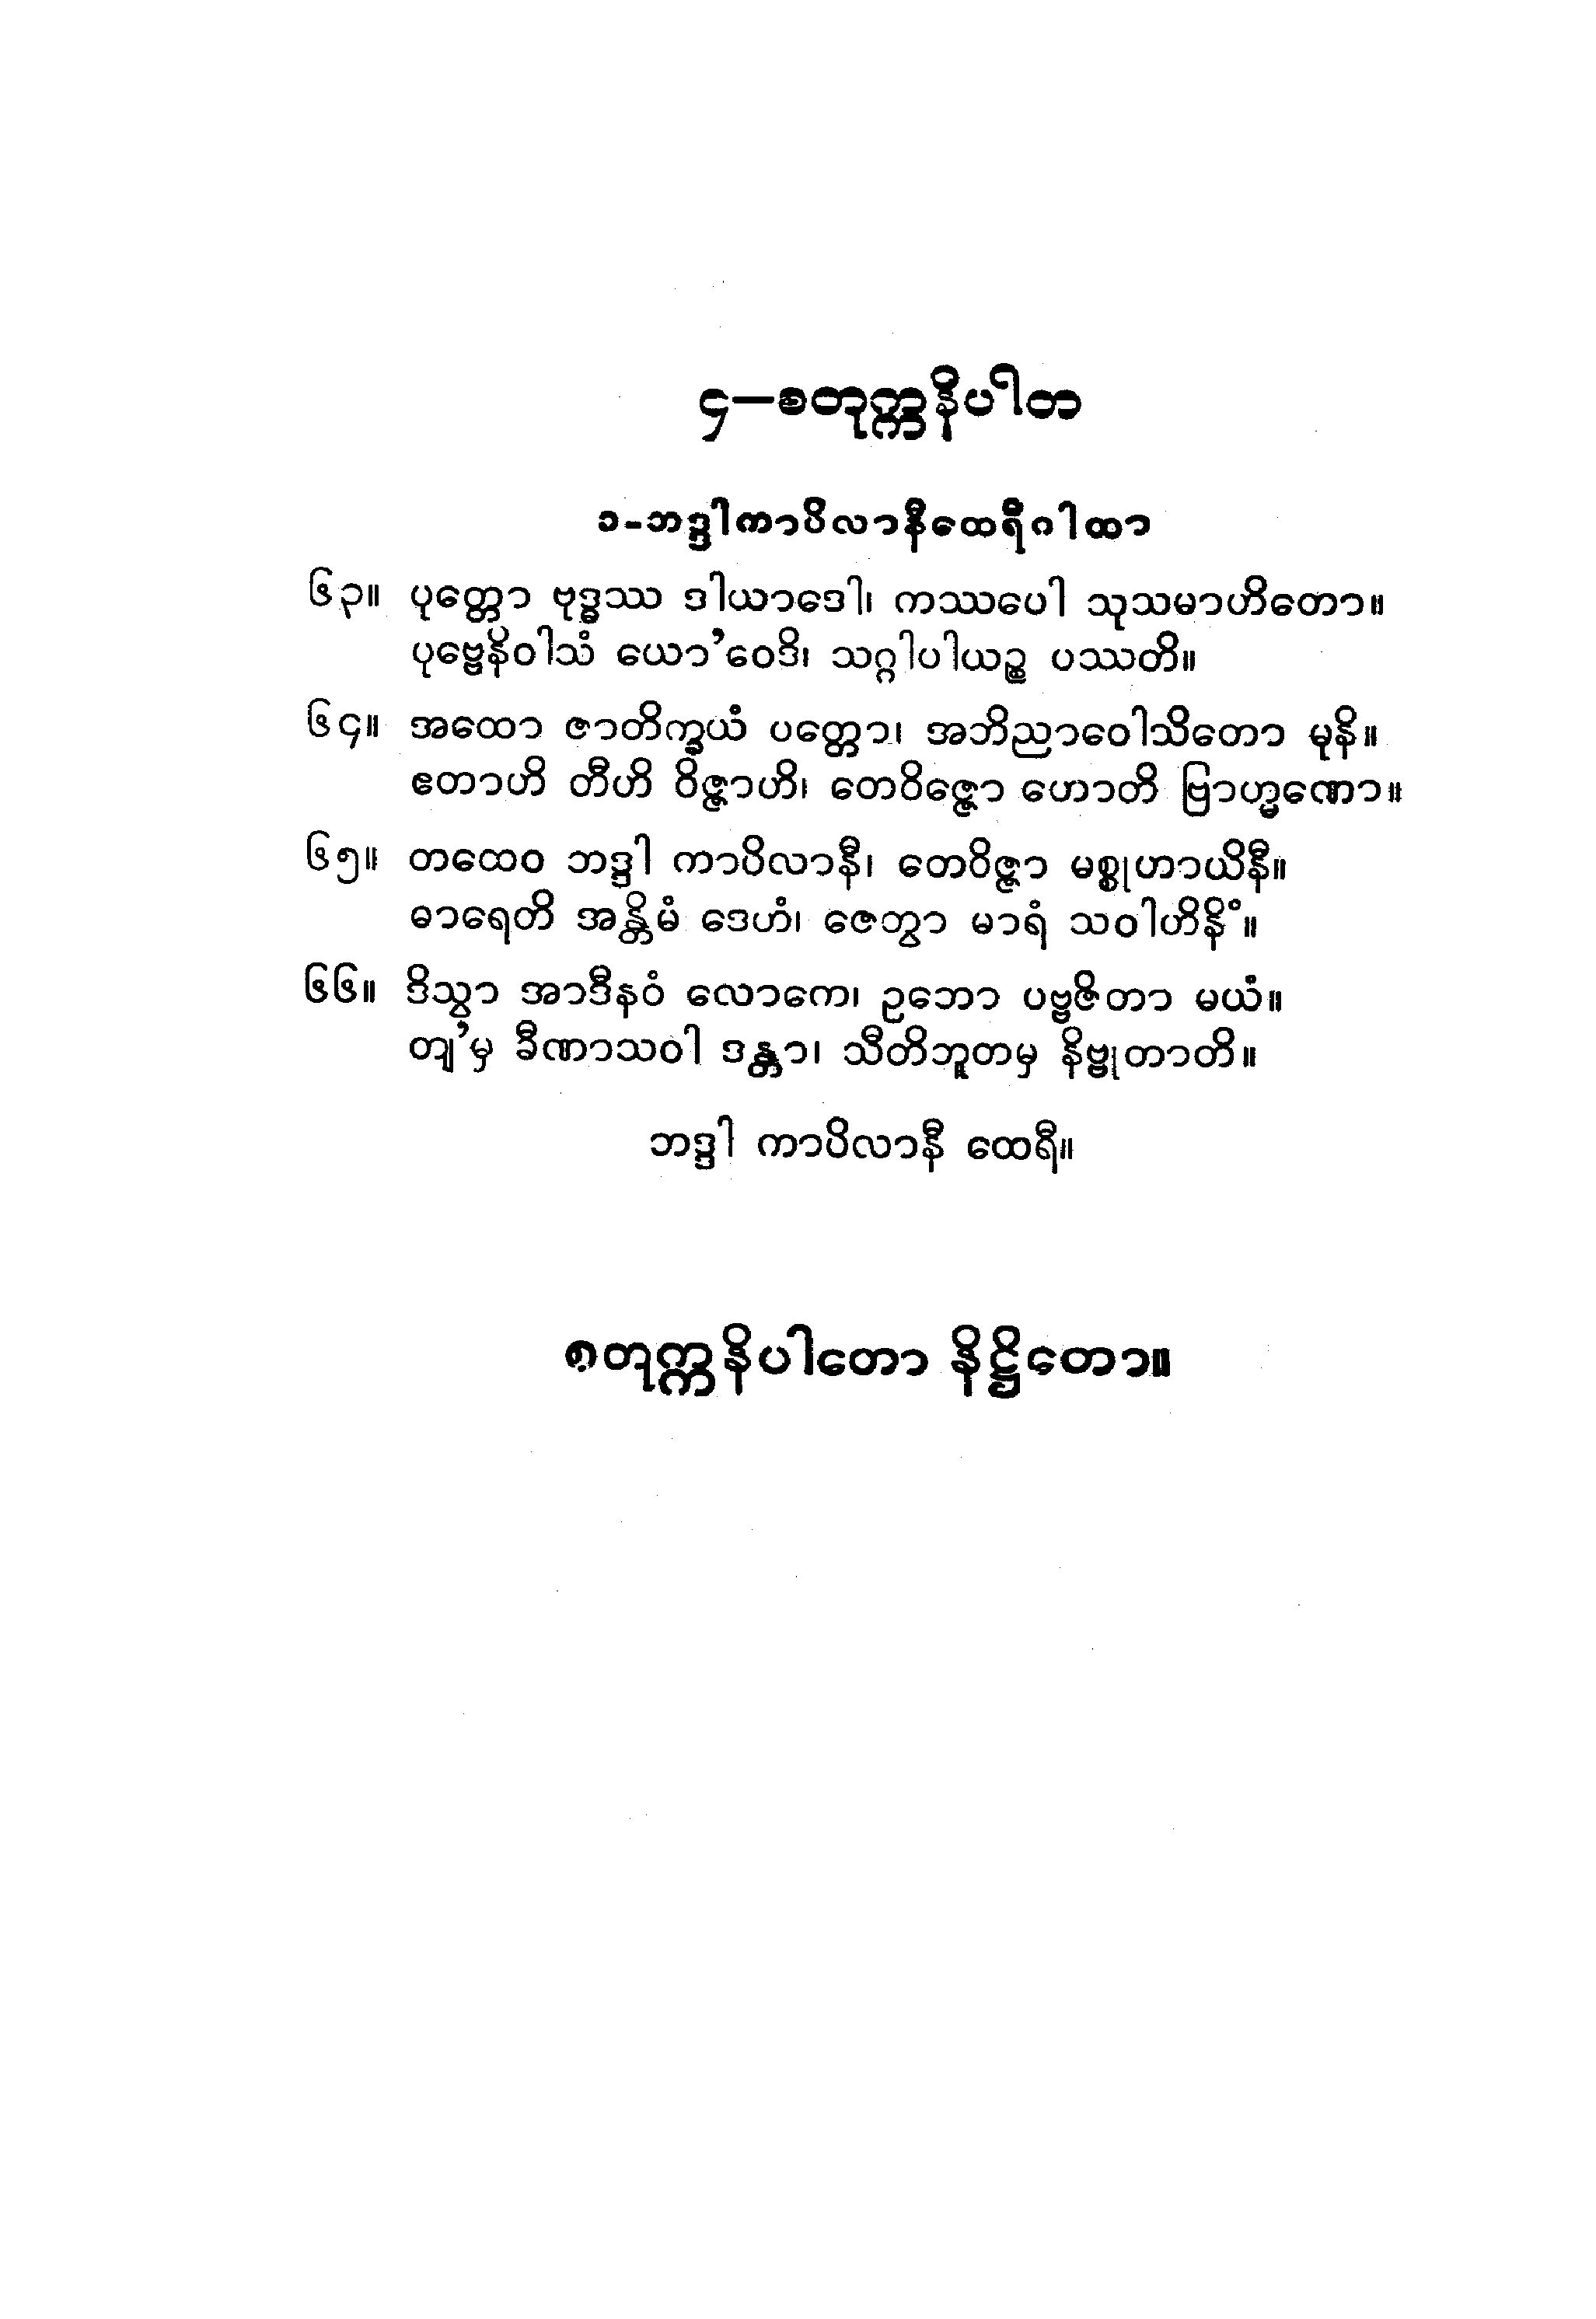 ၄—စတုက္ကနိပါတ
၁-ဘဒ္ဒါကာပိလာနီထေရီဂါထာ
၆၃။ ပုတ္တော ဗုဒ္ဓဿ ဒါယာဒေါ၊ ကဿပေါ သုသမာဟိတော။
ပုဗ္ဗေနိဝါသံ ယော’ဝေဒိ၊ သဂ္ဂါပါယဉ္စ ပဿတိ။
၆၄။ အထော ဇာတိက္ခယံ ပတ္တော၊ အဘိညာဝေါသိတော မုနိ။
ဧတာဟိ တီဟိ ဝိဇ္ဇာဟိ၊ တေဝိဇ္ဇော ဟောတိ ဗြာဟ္မဏော။
၆၅။ တထေဝ ဘဒ္ဒါ ကာပိလာနီ၊ တေဝိဇ္ဇာ မစ္စုဟာယိနီ။
ဓာရေတိ အန္တိမံ ဒေဟံ၊ ဇေတွာ မာရံ သဝါဟိနိံ။
၆၆။ ဒိသွာ အာဒီနဝံ လောကေ၊ ဥဘော ပဗ္ဗဇိတာ မယံ။
တျ’မှ ခီဏာသဝါ ဒန္တာ၊ သီတိဘူတမှ နိဗ္ဗုတာတိ။
ဘဒ္ဒါ ကာပိလာနီ ထေရီ။
စတုက္ကနိပါတော နိဋ္ဌိတော။